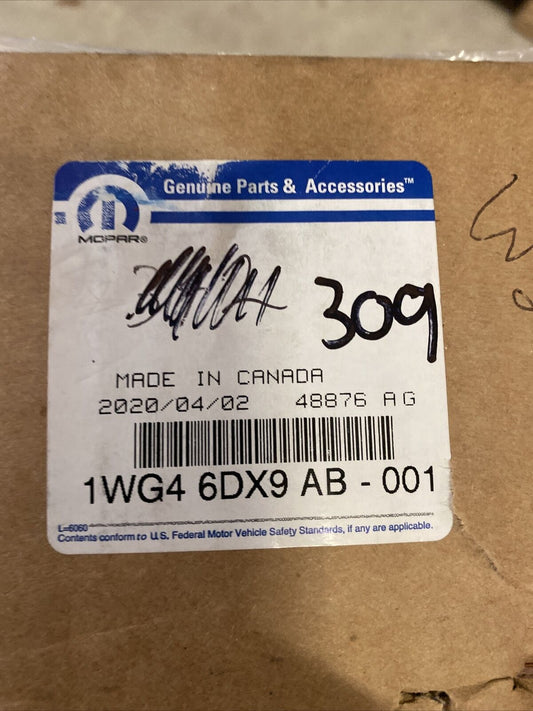 Genuine Parts & Accessories™
MOPAR®
309
MADE IN CANADA
2020/04/02 48876 AG
1WG4 6DX9 AB - 001
L=6060
Contents conform to U.S. Federal Motor Vehicle Safety Standards, if any are applicable.